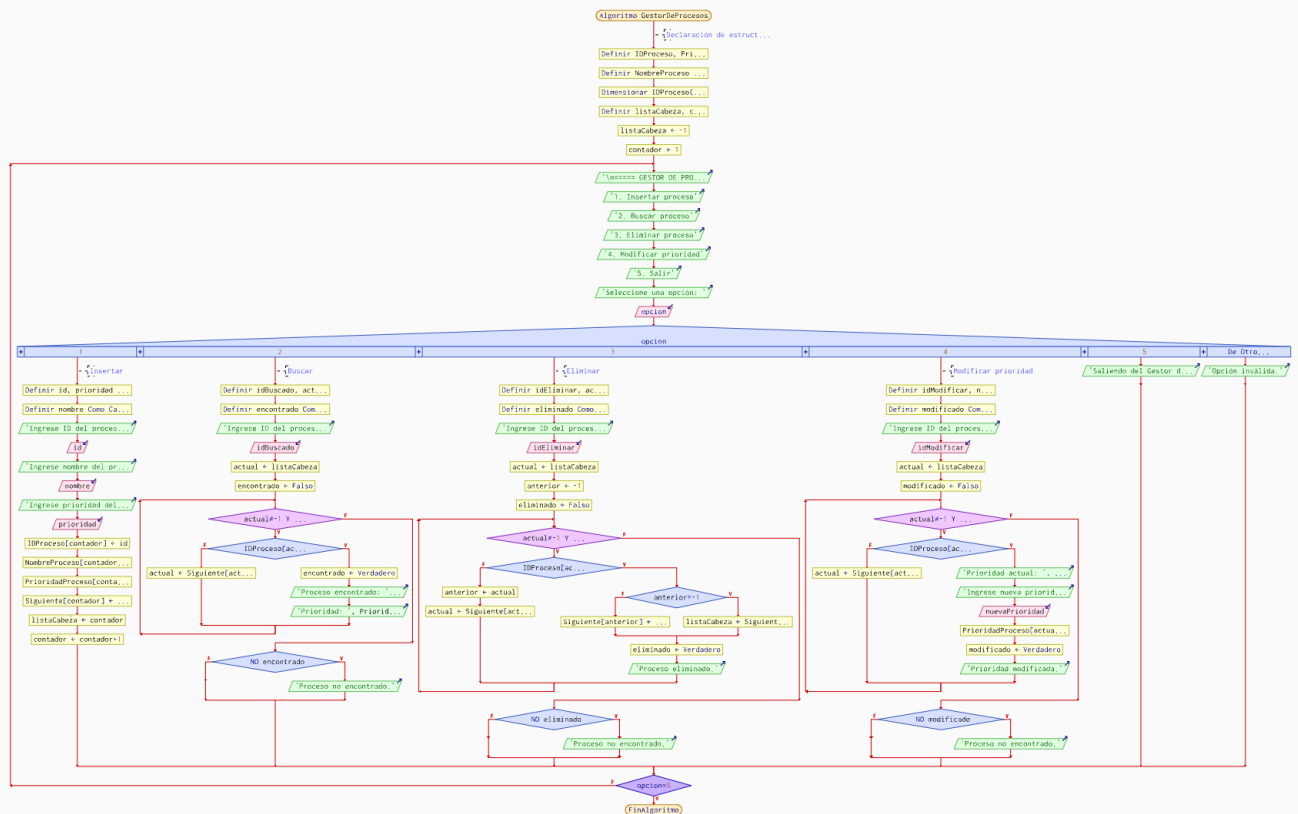 Algoritmo GestorDeProcesos
Declaración de estruct...
Definir IDProceso, Pri...
Definir NombreProceso ...
Dimensionar IDProceso(...
Definir listaCabeza, c...
listaCabeza ← -1
contador ← 1
'\n===== GESTOR DE PRO...
'1. Insertar proceso'
'2. Buscar proceso'
'3. Eliminar proceso'
'4. Modificar prioridad'
'5. Salir'
'Seleccione una opción: '
opcion
opcion
1
2
3
4
5
De Otro...
Insertar
Definir id, prioridad ...
Definir nombre Como Ca...
'Ingrese ID del proces...
id
'Ingrese nombre del pr...
nombre
'Ingrese prioridad del...
prioridad
IDProceso[contador] ← id
NombreProceso[contador...
PrioridadProceso[conta...
Siguiente[contador] ← ...
listaCabeza ← contador
contador ← contador+1
Buscar
Definir idBuscado, act...
Definir encontrado Com...
'Ingrese ID del proces...
idBuscado
actual ← listaCabeza
encontrado ← Falso
actual≠-1 Y ...
F
V
IDProceso[ac...
F
V
actual ← Siguiente[act...
encontrado ← Verdadero
'Proceso encontrado: '...
'Prioridad: ', Priorid...
NO encontrado
F
V
'Proceso no encontrado.'
Eliminar
Definir idEliminar, ac...
Definir eliminado Como...
'Ingrese ID del proces...
idEliminar
actual ← listaCabeza
anterior ← -1
eliminado ← Falso
actual≠-1 Y ...
F
V
IDProceso[ac...
F
V
anterior ← actual
actual ← Siguiente[act...
anterior=-1
F
V
Siguiente[anterior] ← ...
listaCabeza ← Siguient...
eliminado ← Verdadero
'Proceso eliminado.'
NO eliminado
F
V
'Proceso no encontrado.'
Modificar prioridad
Definir idModificar, n...
Definir modificado Com...
'Ingrese ID del proces...
idModificar
actual ← listaCabeza
modificado ← Falso
actual≠-1 Y ...
F
V
IDProceso[ac...
F
V
actual ← Siguiente[act...
'Prioridad actual: ', ...
'Ingrese nueva priorid...
nuevaPrioridad
PrioridadProceso[actua...
modificado ← Verdadero
'Prioridad modificada.'
NO modificado
F
V
'Proceso no encontrado.'
'Saliendo del Gestor d...
'Opción inválida.'
opcion=5
F
V
FinAlgoritmo